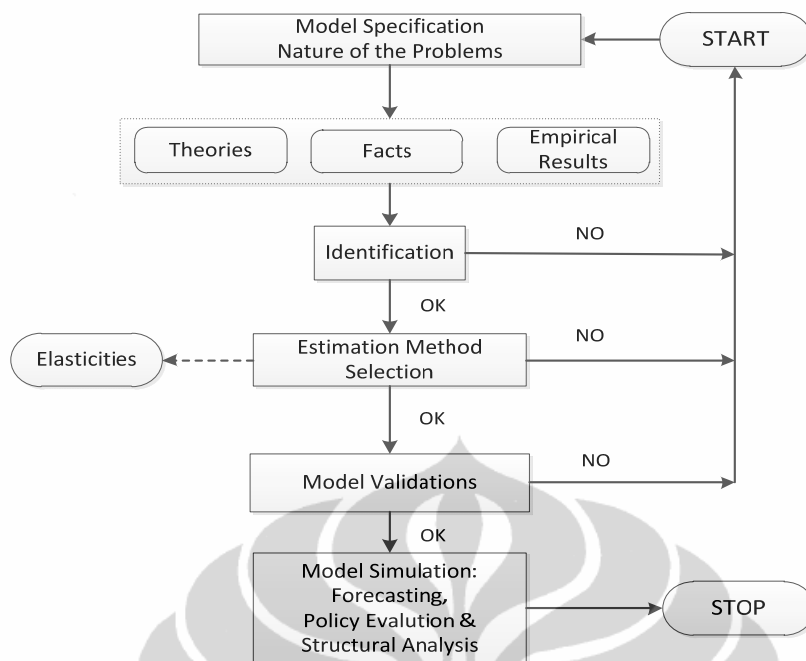 Model Specification
Nature of the Problems
START
Theories
Facts
Empirical
Results
Identification
NO
OK
Elasticities
Estimation Method
Selection
NO
OK
Model Validations
NO
OK
Model Simulation:
Forecasting,
Policy Evalution &
Structural Analysis
STOP